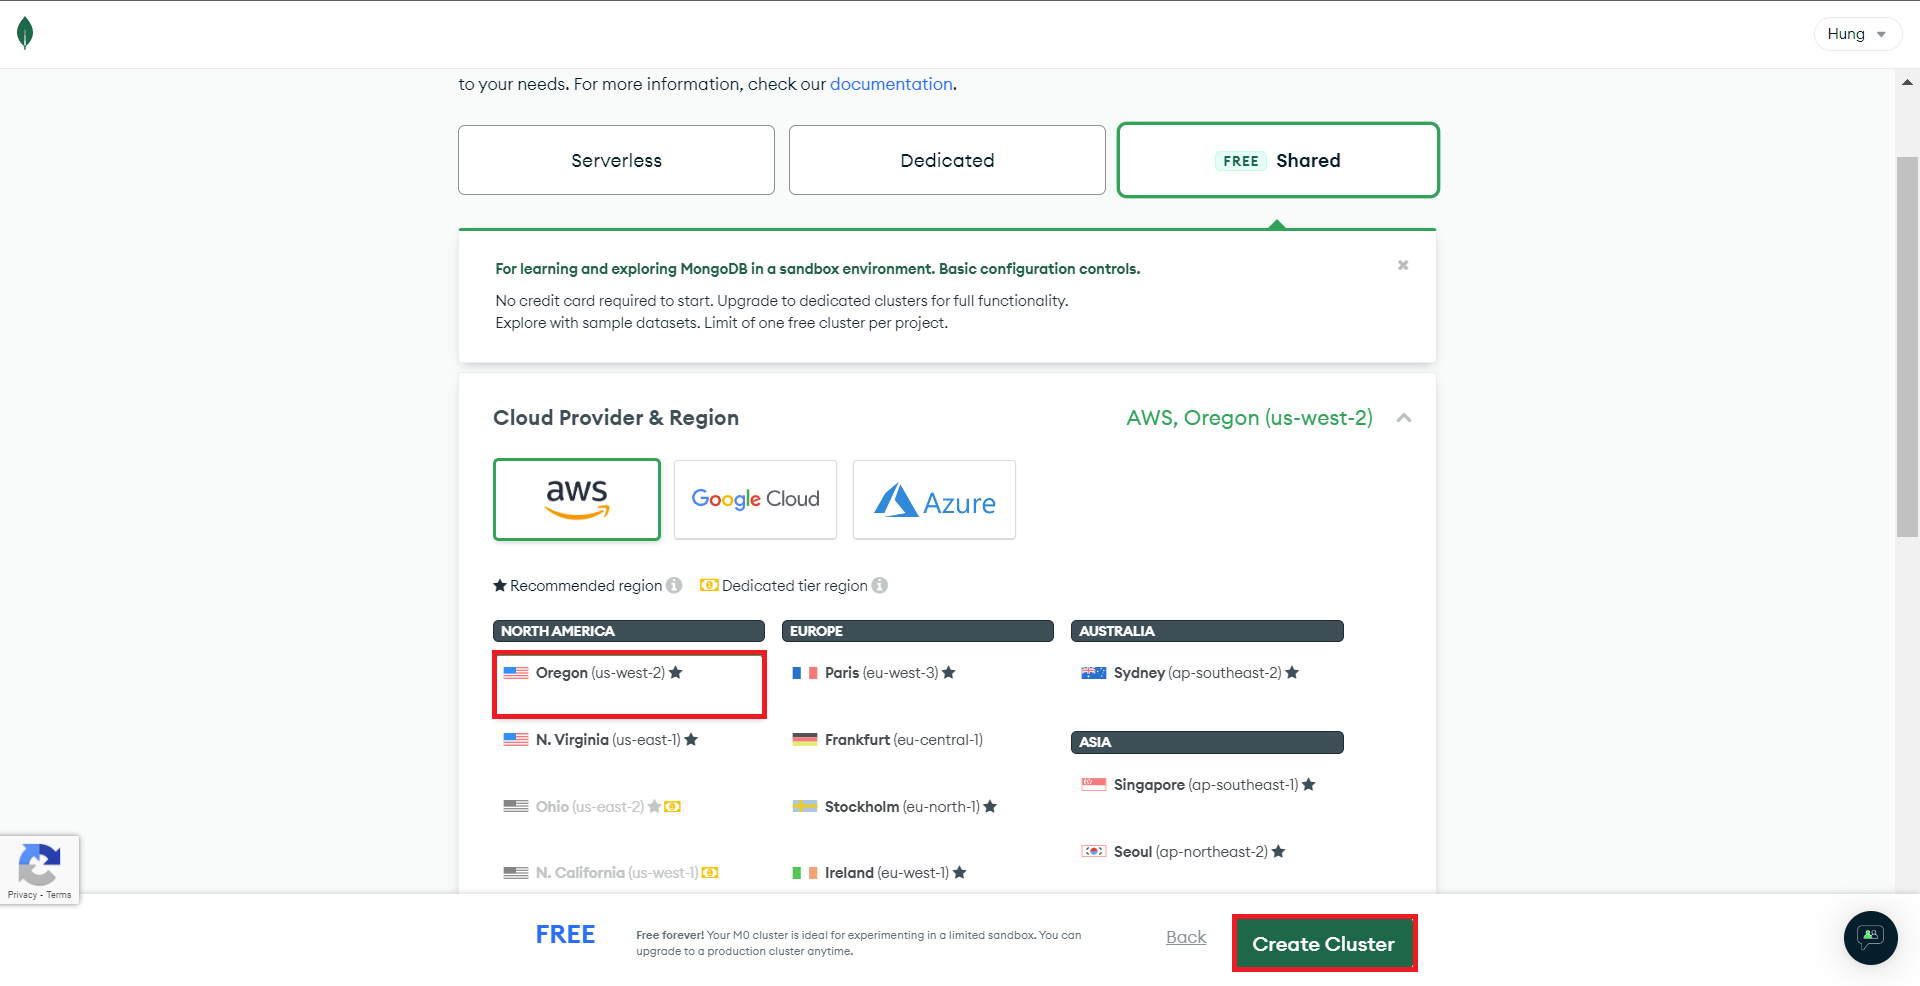 Hung
to your needs. For more information, check our documentation.
Serverless
Dedicated
FREE Shared
For learning and exploring MongoDB in a sandbox environment. Basic configuration controls.
No credit card required to start. Upgrade to dedicated clusters for full functionality.
Explore with sample datasets. Limit of one free cluster per project.
Cloud Provider & Region
AWS, Oregon (us-west-2)
aws
Google Cloud
Azure
Recommended region
Dedicated tier region
NORTH AMERICA
Oregon (us-west-2)
N. Virginia (us-east-1)
Ohio (us-east-2)
N. California (us-west-1)
EUROPE
Paris (eu-west-3)
Frankfurt (eu-central-1)
Stockholm (eu-north-1)
Ireland (eu-west-1)
AUSTRALIA
Sydney (ap-southeast-2)
ASIA
Singapore (ap-southeast-1)
Seoul (ap-northeast-2)
Privacy - Terms
FREE
Free forever! Your M0 cluster is ideal for experimenting in a limited sandbox. You can
upgrade to a production cluster anytime.
Back
Create Cluster